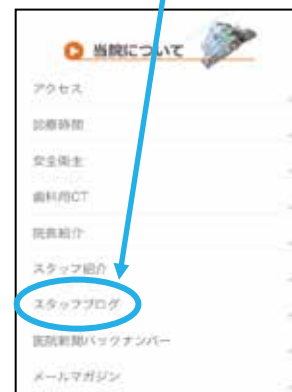 当院について
アクセス
診療時間
安全衛生
歯科用CT
院長紹介
スタッフ紹介
スタッフブログ
医院新聞バックナンバー
メールマガジン